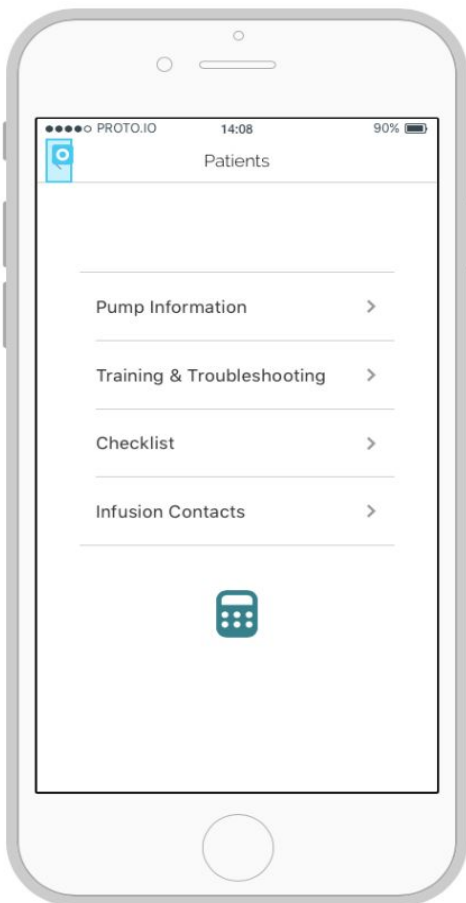 PROTO.IO 14:08 90%
Patients
Pump Information
Training & Troubleshooting
Checklist
Infusion Contacts